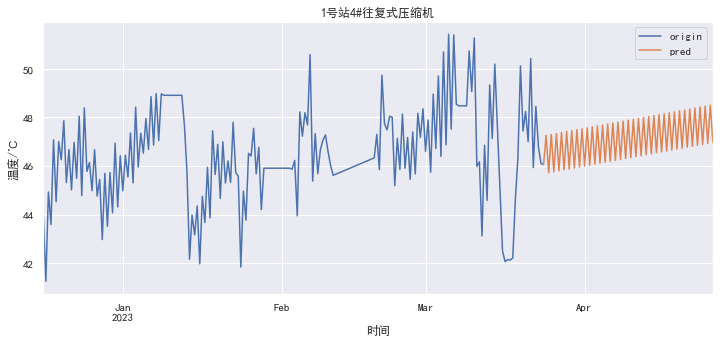 1号站4#往复式压缩机
origin
pred
50
48
46
44
42
温度/℃
Jan
2023
Feb
Mar
Apr
时间